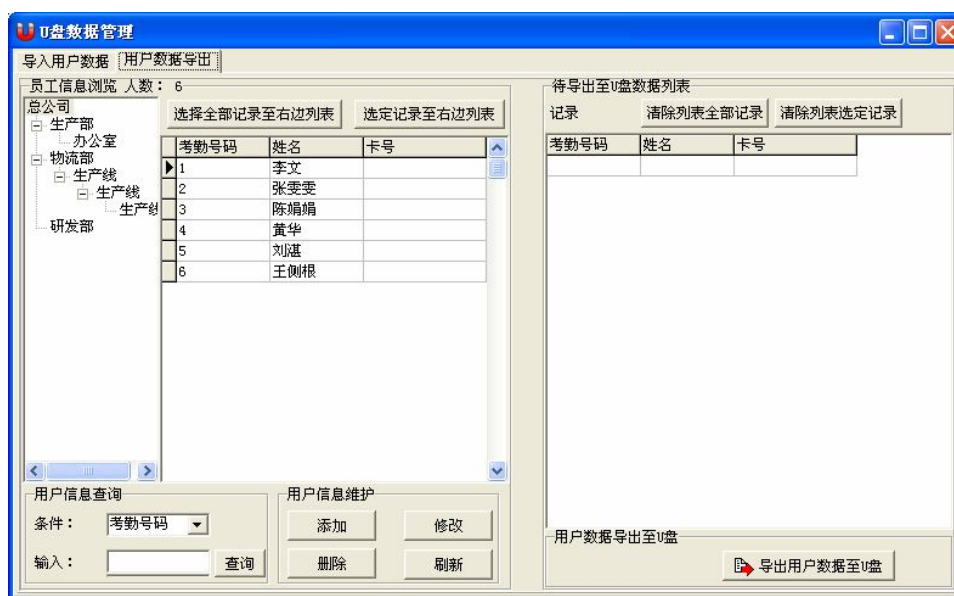 U盘数据管理
导入用户数据 用户数据导出
员工信息浏览 人数： 6
总公司
生产部
办公室
物流部
生产线
生产线
生产线
研发部
选择全部记录至右边列表 选定记录至右边列表
考勤号码 姓名 卡号
1 李文
2 张雯雯
3 陈娟娟
4 黄华
5 刘湛
6 王侧根
用户信息查询
条件： 考勤号码
输入： 查询
用户信息维护
添加 修改
删除 刷新
待导出至U盘数据列表
记录 清除列表全部记录 清除列表选定记录
考勤号码 姓名 卡号
用户数据导出至U盘
导出用户数据至U盘